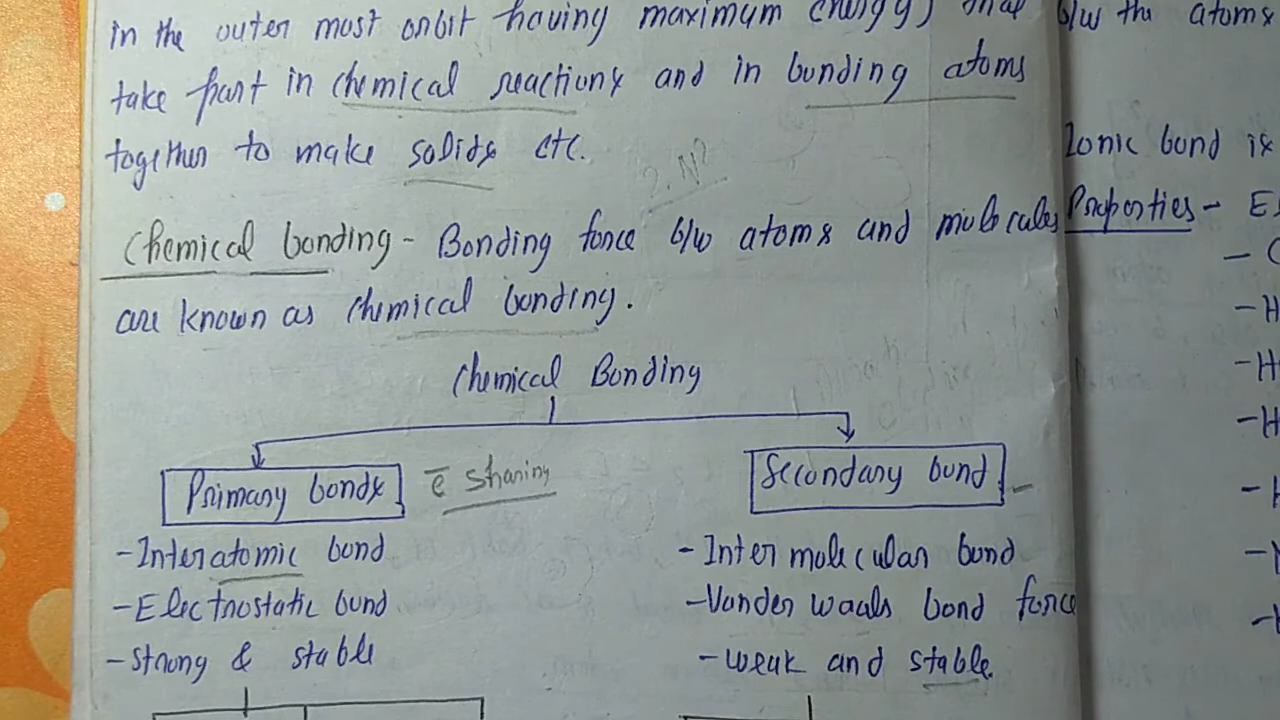 in the outer most orbit having maximum energy) that
take part in chemical reactions and in bonding atoms
together to make solids etc.
Chemical bonding - Bonding force b/w atoms and molecules
are known as chemical bonding.
Chemical Bonding
Primary bonds
e̅ sharing
- Interatomic bond
- Electrostatic bond
- Strong & stable
Secondary bond
- Inter molecular bond
- Vander waals bond force
- weak and stable.
b/w the atoms
Ionic bond is
Properties -